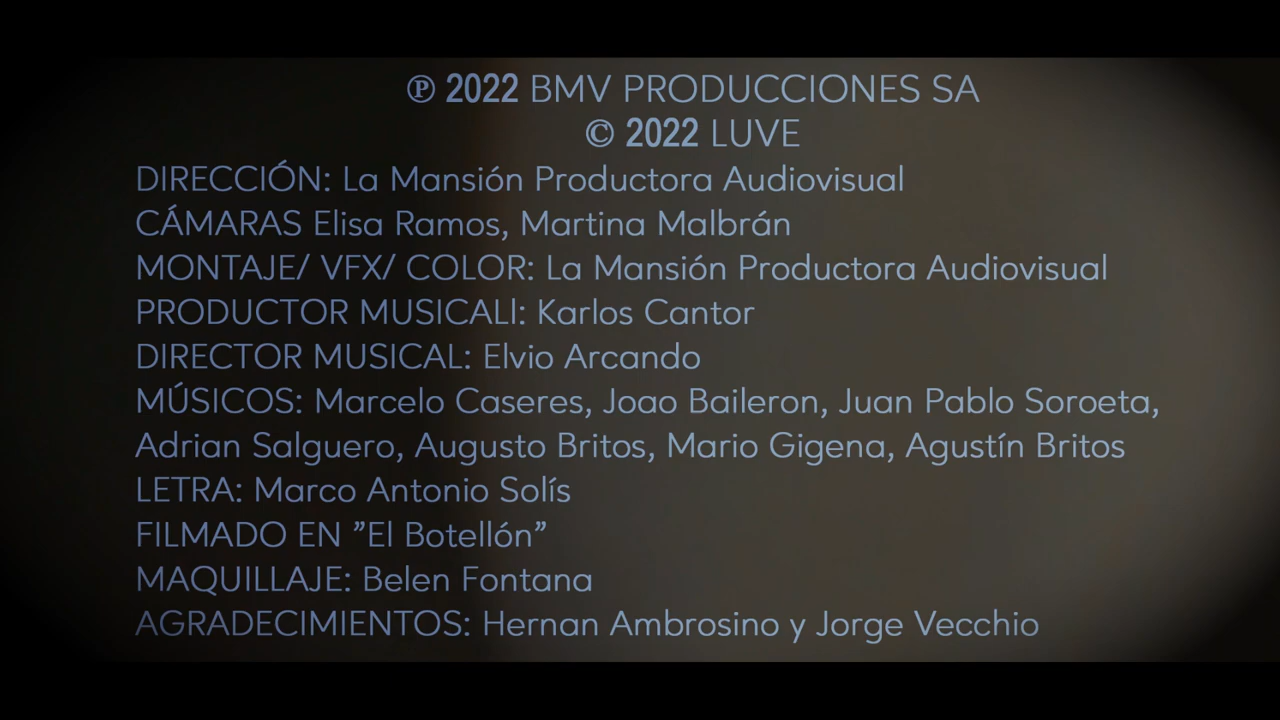 ℗ 2022 BMV PRODUCCIONES SA
© 2022 LUVE
DIRECCIÓN: La Mansión Productora Audiovisual
CÁMARAS Elisa Ramos, Martina Malbrán
MONTAJE/ VFX/ COLOR: La Mansión Productora Audiovisual
PRODUCTOR MUSICALl: Karlos Cantor
DIRECTOR MUSICAL: Elvio Arcando
MÚSICOS: Marcelo Caseres, Joao Baileron, Juan Pablo Soroeta,
Adrian Salguero, Augusto Britos, Mario Gigena, Agustín Britos
LETRA: Marco Antonio Solís
FILMADO EN ”El Botellón”
MAQUILLAJE: Belen Fontana
AGRADECIMIENTOS: Hernan Ambrosino y Jorge Vecchio